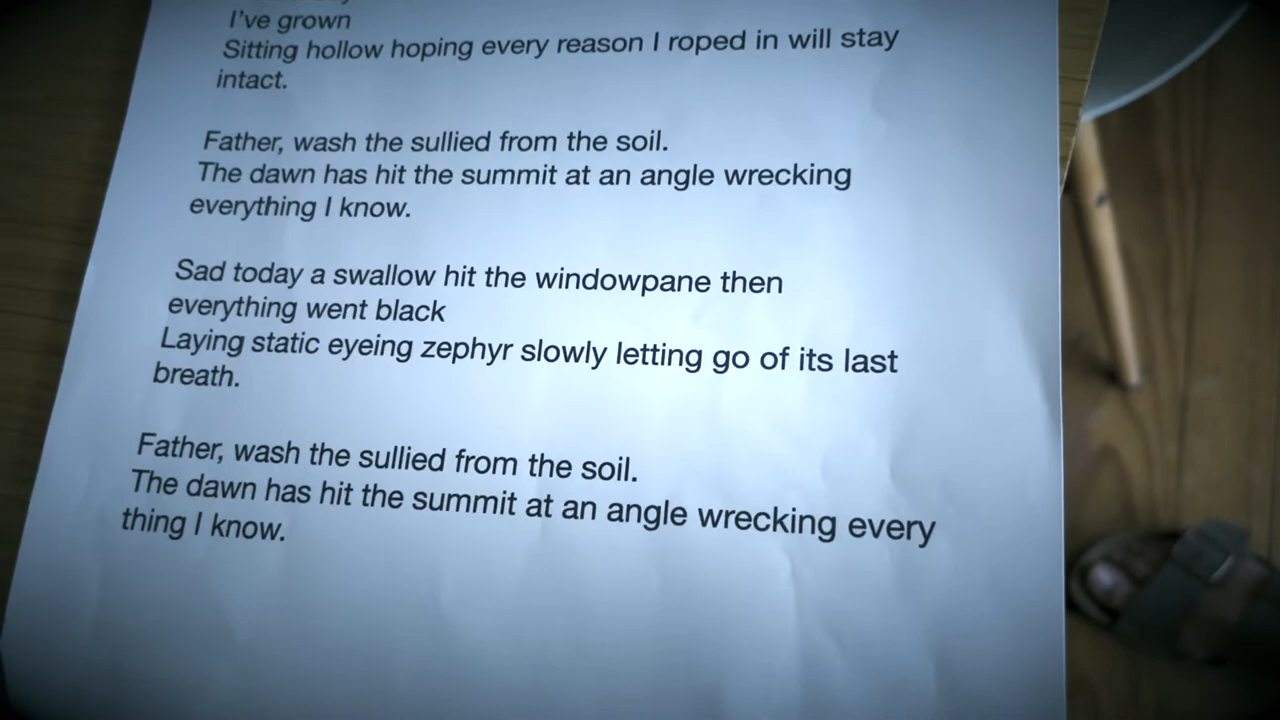 I've grown
Sitting hollow hoping every reason I roped in will stay
intact.
Father, wash the sullied from the soil.
The dawn has hit the summit at an angle wrecking
everything I know.
Sad today a swallow hit the windowpane then
everything went black
Laying static eyeing zephyr slowly letting go of its last
breath.
Father, wash the sullied from the soil.
The dawn has hit the summit at an angle wrecking every
thing I know.